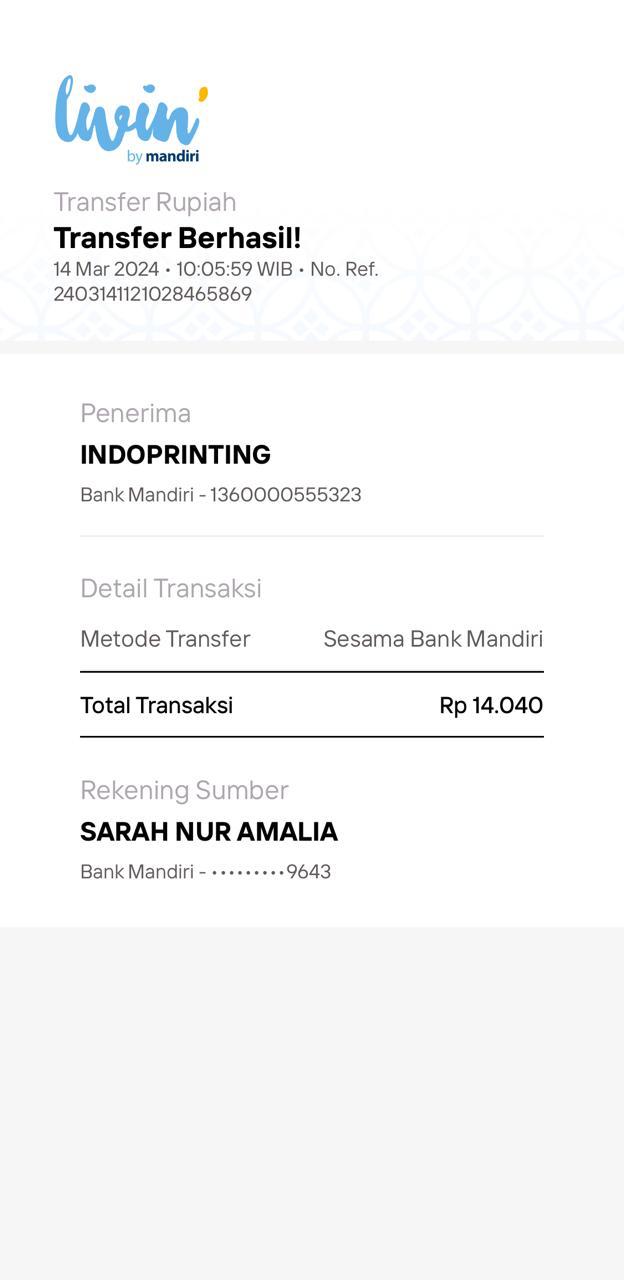 livin'
by mandiri
Transfer Rupiah
Transfer Berhasil!
14 Mar 2024 • 10:05:59 WIB • No. Ref.
2403141121028465869
Penerima
INDOPRINTING
Bank Mandiri - 1360000555323
Detail Transaksi
Metode Transfer Sesama Bank Mandiri
Total Transaksi Rp 14.040
Rekening Sumber
SARAH NUR AMALIA
Bank Mandiri - •••••••••9643